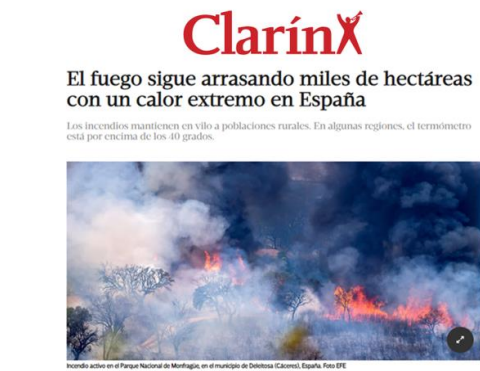 Clarín
El fuego sigue arrasando miles de hectáreas
con un calor extremo en España
Los incendios mantienen en vilo a poblaciones rurales. En algunas regiones, el termómetro
está por encima de los 40 grados.
Incendio activo en el Parque Nacional de Monfragüe, en el municipio de Deleitosa (Cáceres), España. Foto EFE